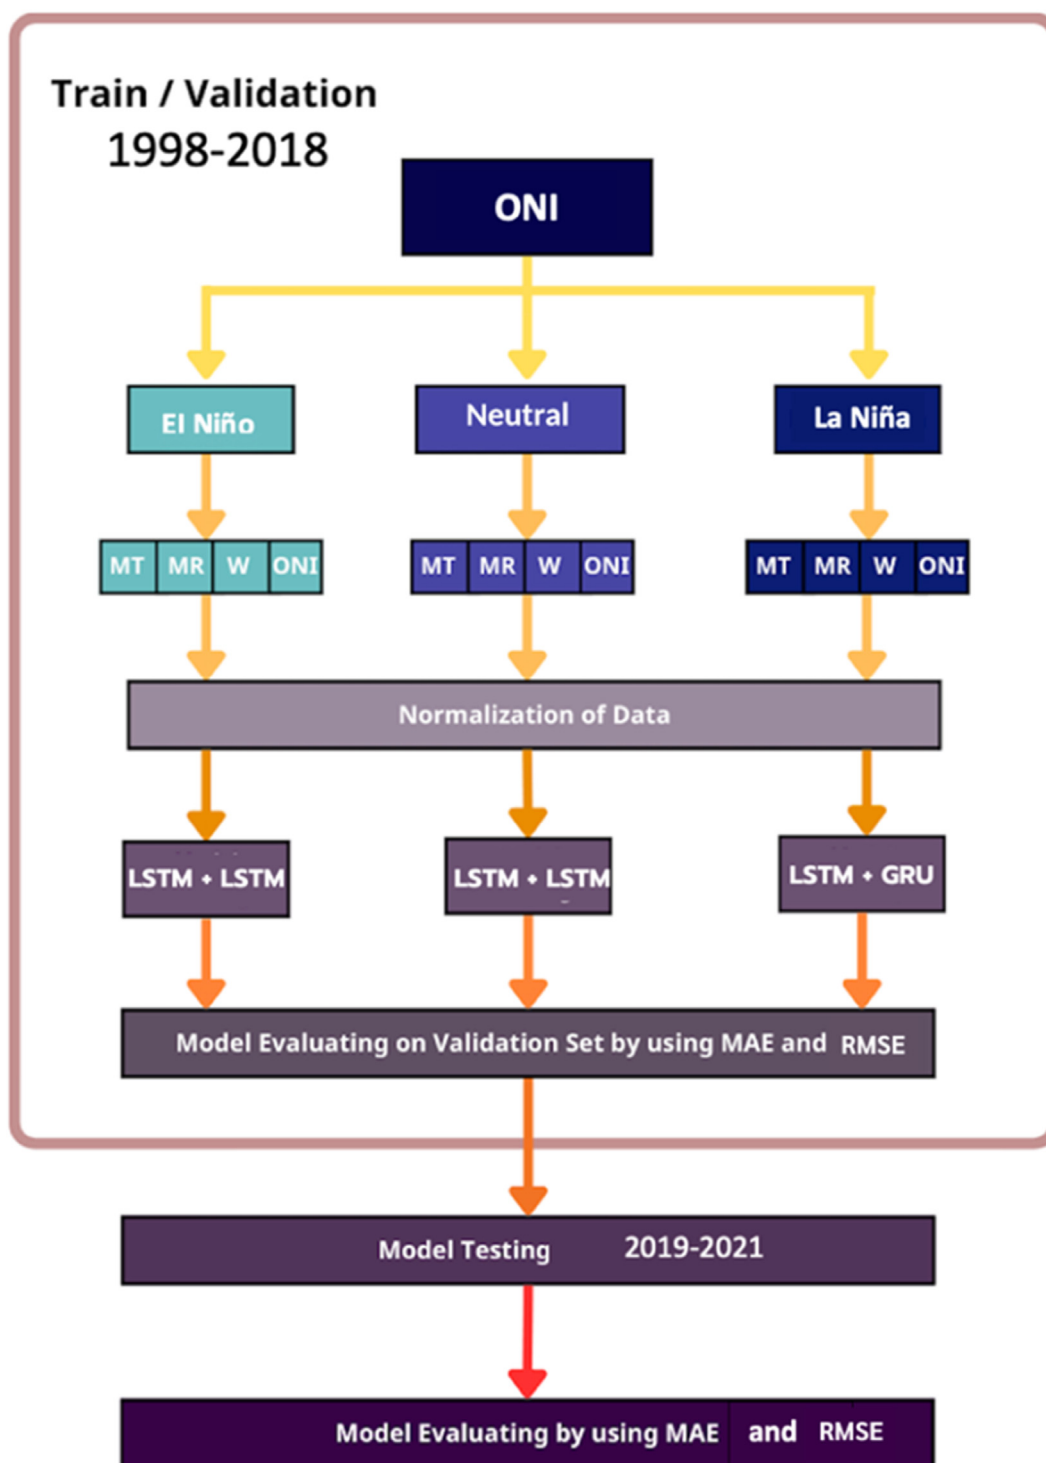 Train / Validation
1998-2018
ONI
El Niño
Neutral
La Niña
MT MR W ONI
MT MR W ONI
MT MR W ONI
Normalization of Data
LSTM + LSTM
LSTM + LSTM
LSTM + GRU
Model Evaluating on Validation Set by using MAE and RMSE
Model Testing 2019-2021
Model Evaluating by using MAE and RMSE